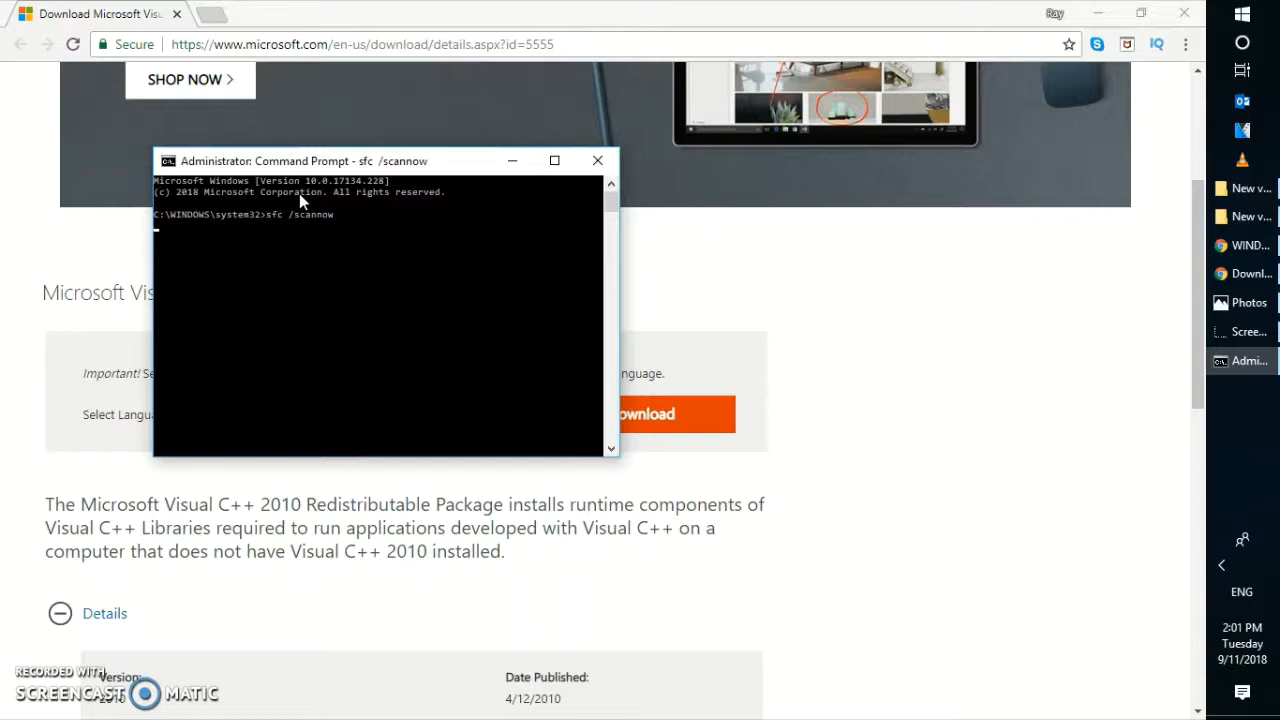 Download Microsoft Visu
Ray
Secure
https://www.microsoft.com/en-us/download/details.aspx?id=5555
IQ
SHOP NOW >
Administrator: Command Prompt - sfc /scannow
Microsoft Windows [Version 10.0.17134.228]
(c) 2018 Microsoft Corporation. All rights reserved.
C:\WINDOWS\system32>sfc /scannow
Microsoft Vis
Important! Se
nguage.
Select Langua
ownload
The Microsoft Visual C++ 2010 Redistributable Package installs runtime components of
Visual C++ Libraries required to run applications developed with Visual C++ on a
computer that does not have Visual C++ 2010 installed.
Details
Version:
2010
Date Published:
4/12/2010
RECORDED WITH
SCREENCAST MATIC
New v...
New v...
WIND...
Downl...
Photos
Scree...
Admi...
ENG
2:01 PM
Tuesday
9/11/2018